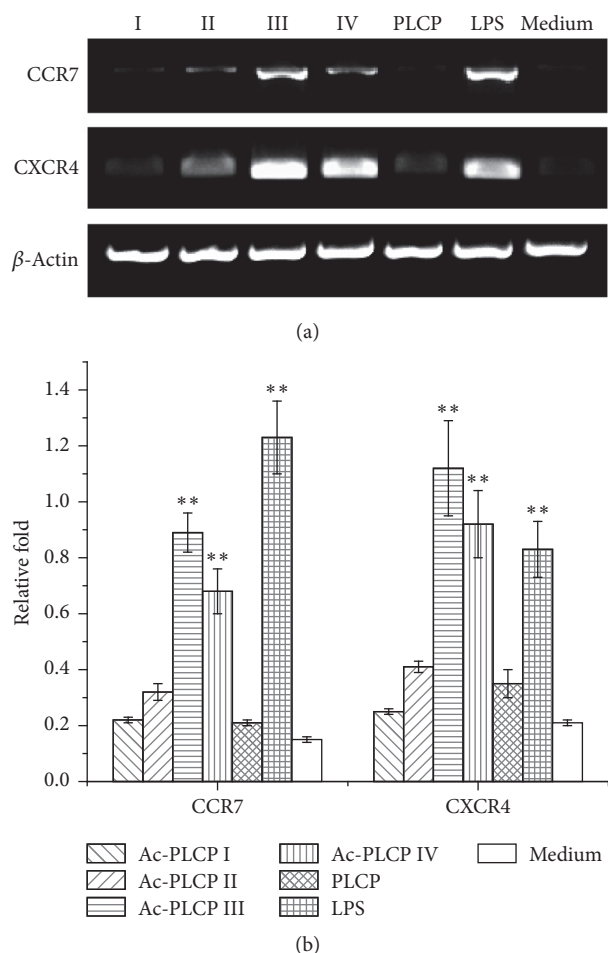 I II III IV PLCP LPS Medium
CCR7
CXCR4
β-Actin
(a)
** 
1.4
** 
1.2
** 
1.0
** 
** 
0.8
** 
0.6
0.4
0.2
0.0
Relative fold
CCR7 CXCR4
Ac-PLCP I Ac-PLCP IV Medium
Ac-PLCP II PLCP
Ac-PLCP III LPS
(b)